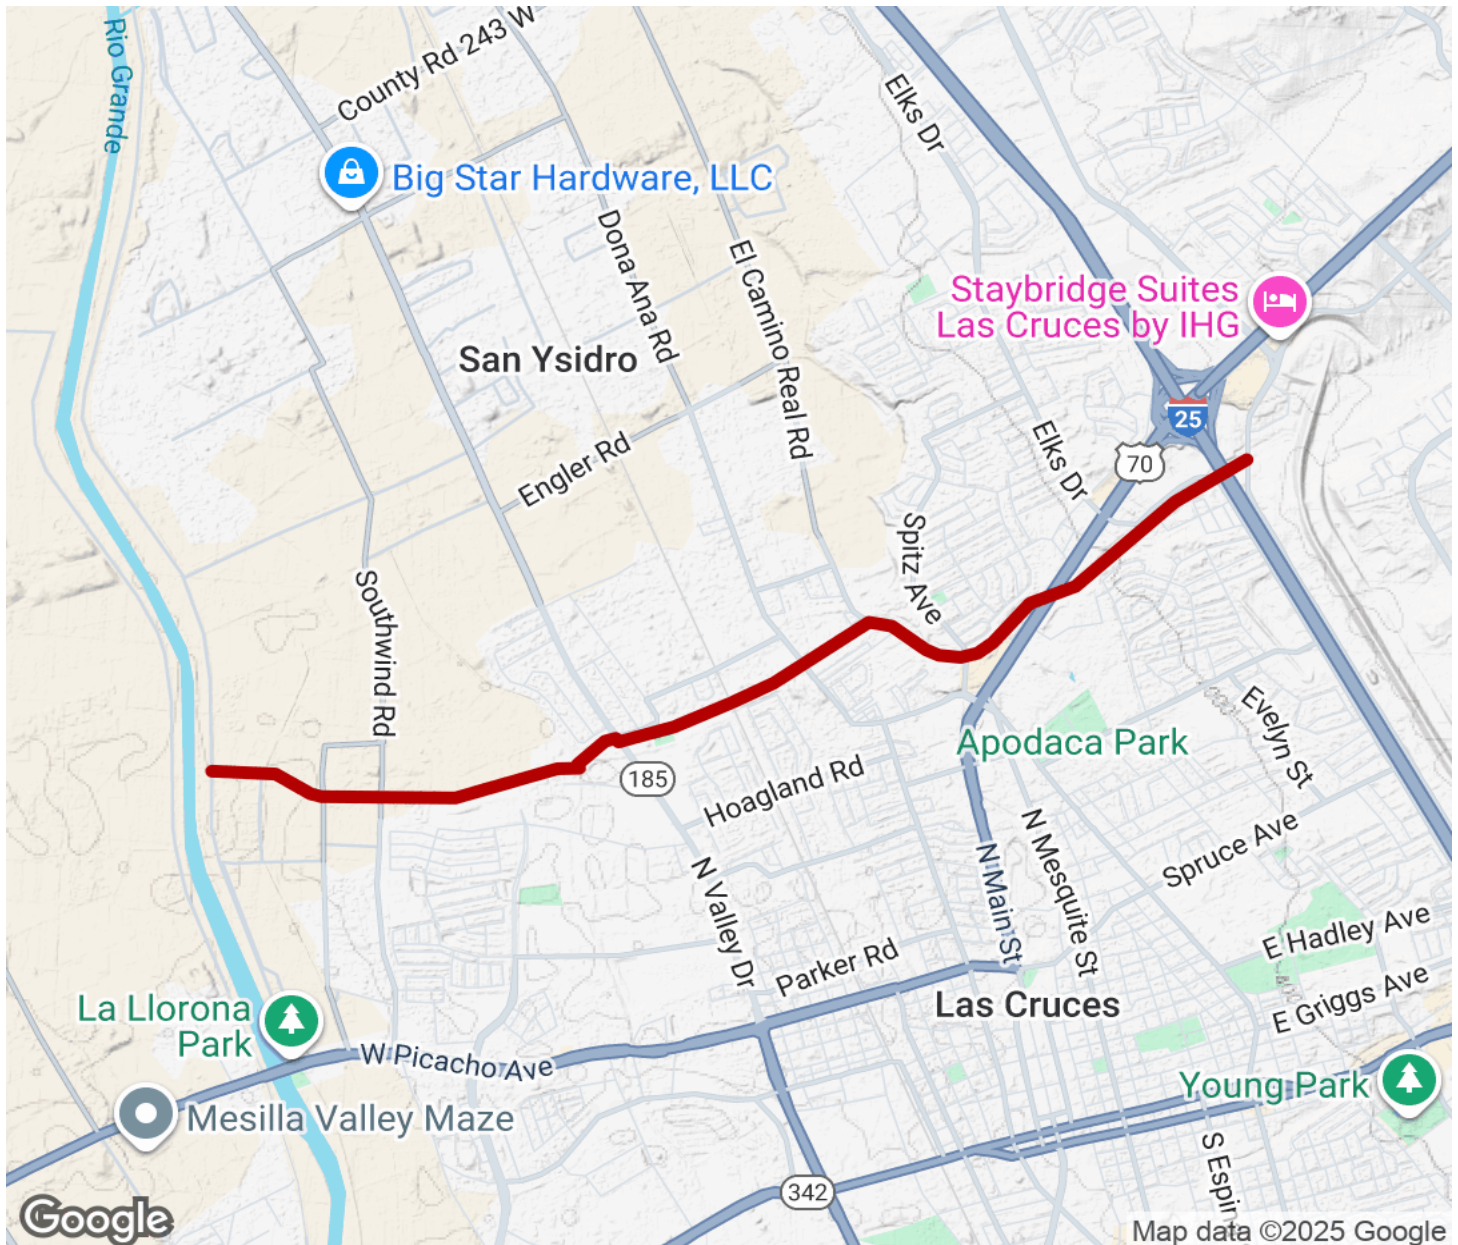 Rio Grande
County Rd 243 W
Elks Dr
Big Star Hardware, LLC
Dona Ana Rd
El Camino Real Rd
Staybridge Suites
Las Cruces by IHG
San Ysidro
25
Engler Rd
Elks Dr
70
Spitz Ave
Southwind Rd
Evelyn St
Apodaca Park
185
Hoagland Rd
N Valley Dr
N Main St
N Mesquite St
Spruce Ave
Parker Rd
E Hadley Ave
La Llorona
Park
Las Cruces
E Griggs Ave
W Picacho Ave
Young Park
Mesilla Valley Maze
S Espin
342
Google
Map data ©2025 Google